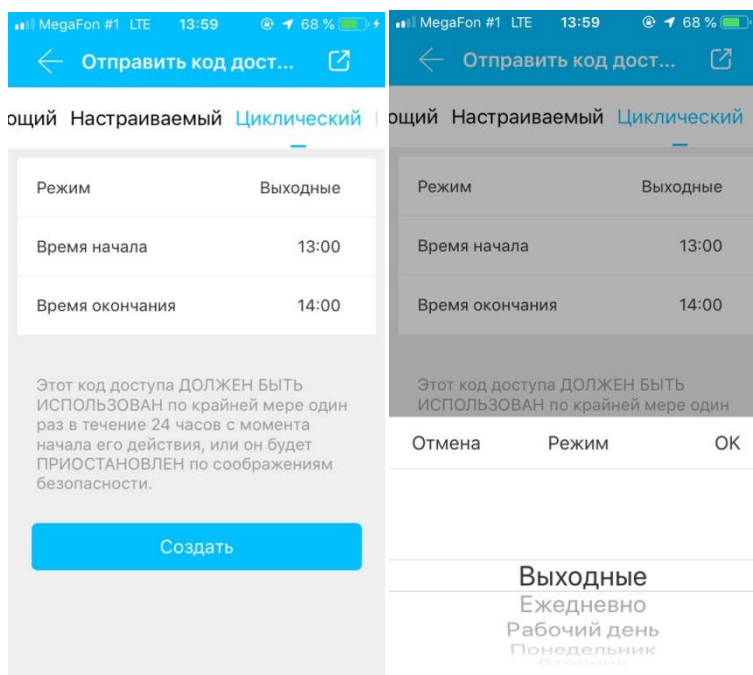 MegaFon #1 LTE 13:59 68 %
Отправить код дост...
ющий Настраиваемый Циклический
Режим Выходные
Время начала 13:00
Время окончания 14:00
Этот код доступа ДОЛЖЕН БЫТЬ
ИСПОЛЬЗОВАН по крайней мере один
раз в течение 24 часов с момента
начала его действия, или он будет
ПРИОСТАНОВЛЕН по соображениям
безопасности.
Создать
MegaFon #1 LTE 13:59 68 %
Отправить код дост...
ющий Настраиваемый Циклический
Режим Выходные
Время начала 13:00
Время окончания 14:00
Этот код доступа ДОЛЖЕН БЫТЬ
ИСПОЛЬЗОВАН по крайней мере один
Отмена Режим OK
Выходные
Ежедневно
Рабочий день
Понедельник
Вторник